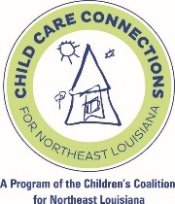 CHILD CARE CONNECTIONS
FOR NORTHEAST LOUISIANA
A Program of the Children's Coalition
for Northeast Louisiana